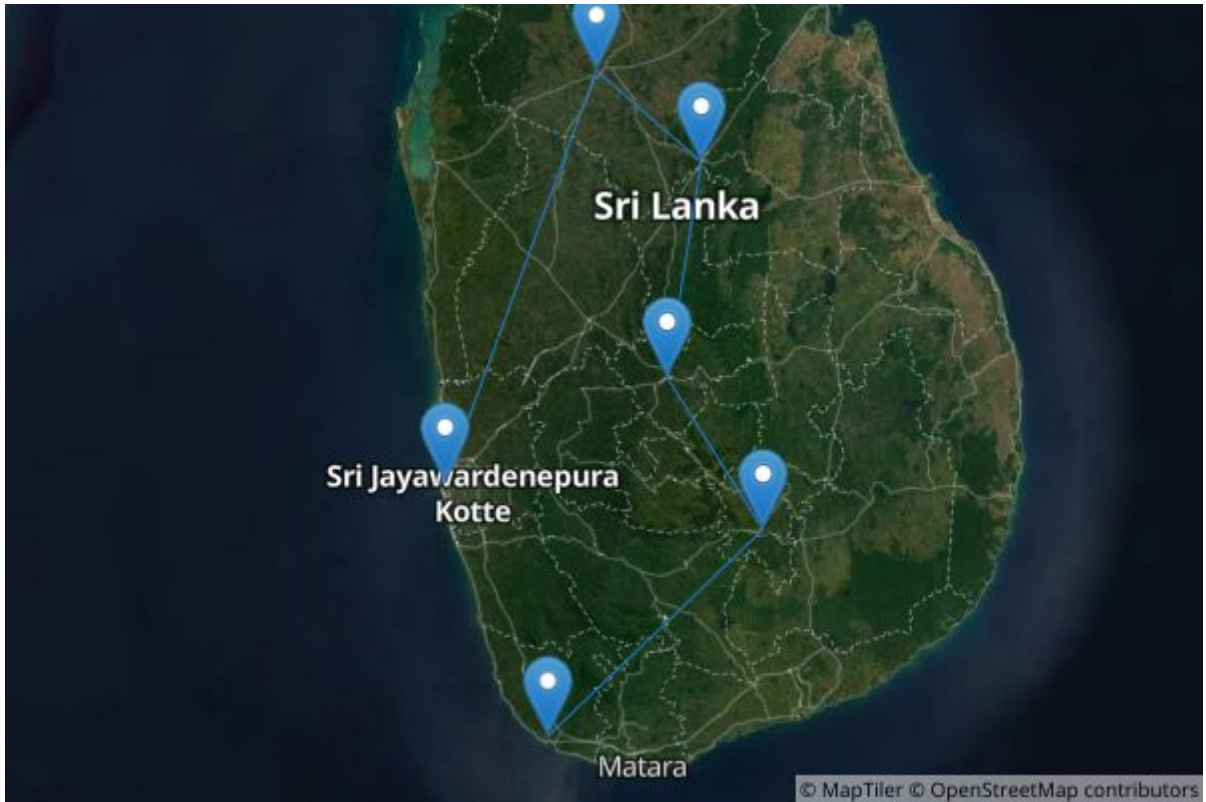 Sri Lanka
Sri Jayawardenepura
Kotte
Matara
© MapTiler © OpenStreetMap contributors